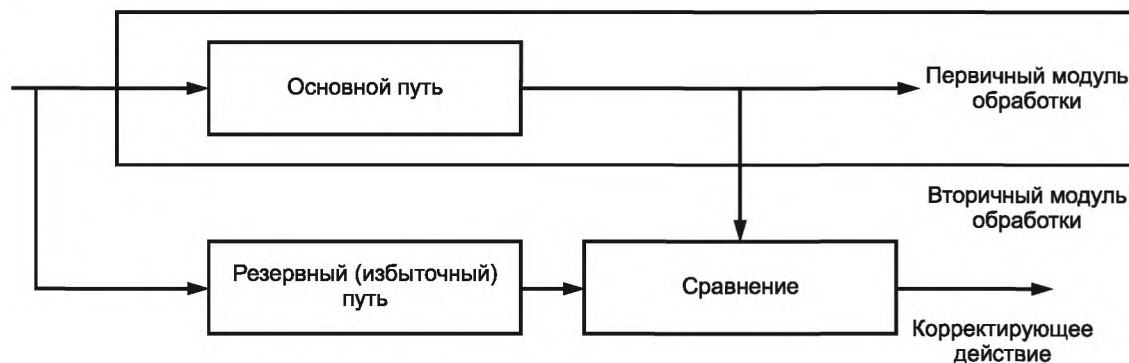 Основной путь
Первичный модуль
обработки
Вторичный модуль
обработки
Резервный (избыточный)
путь
Сравнение
Корректирующее
действие